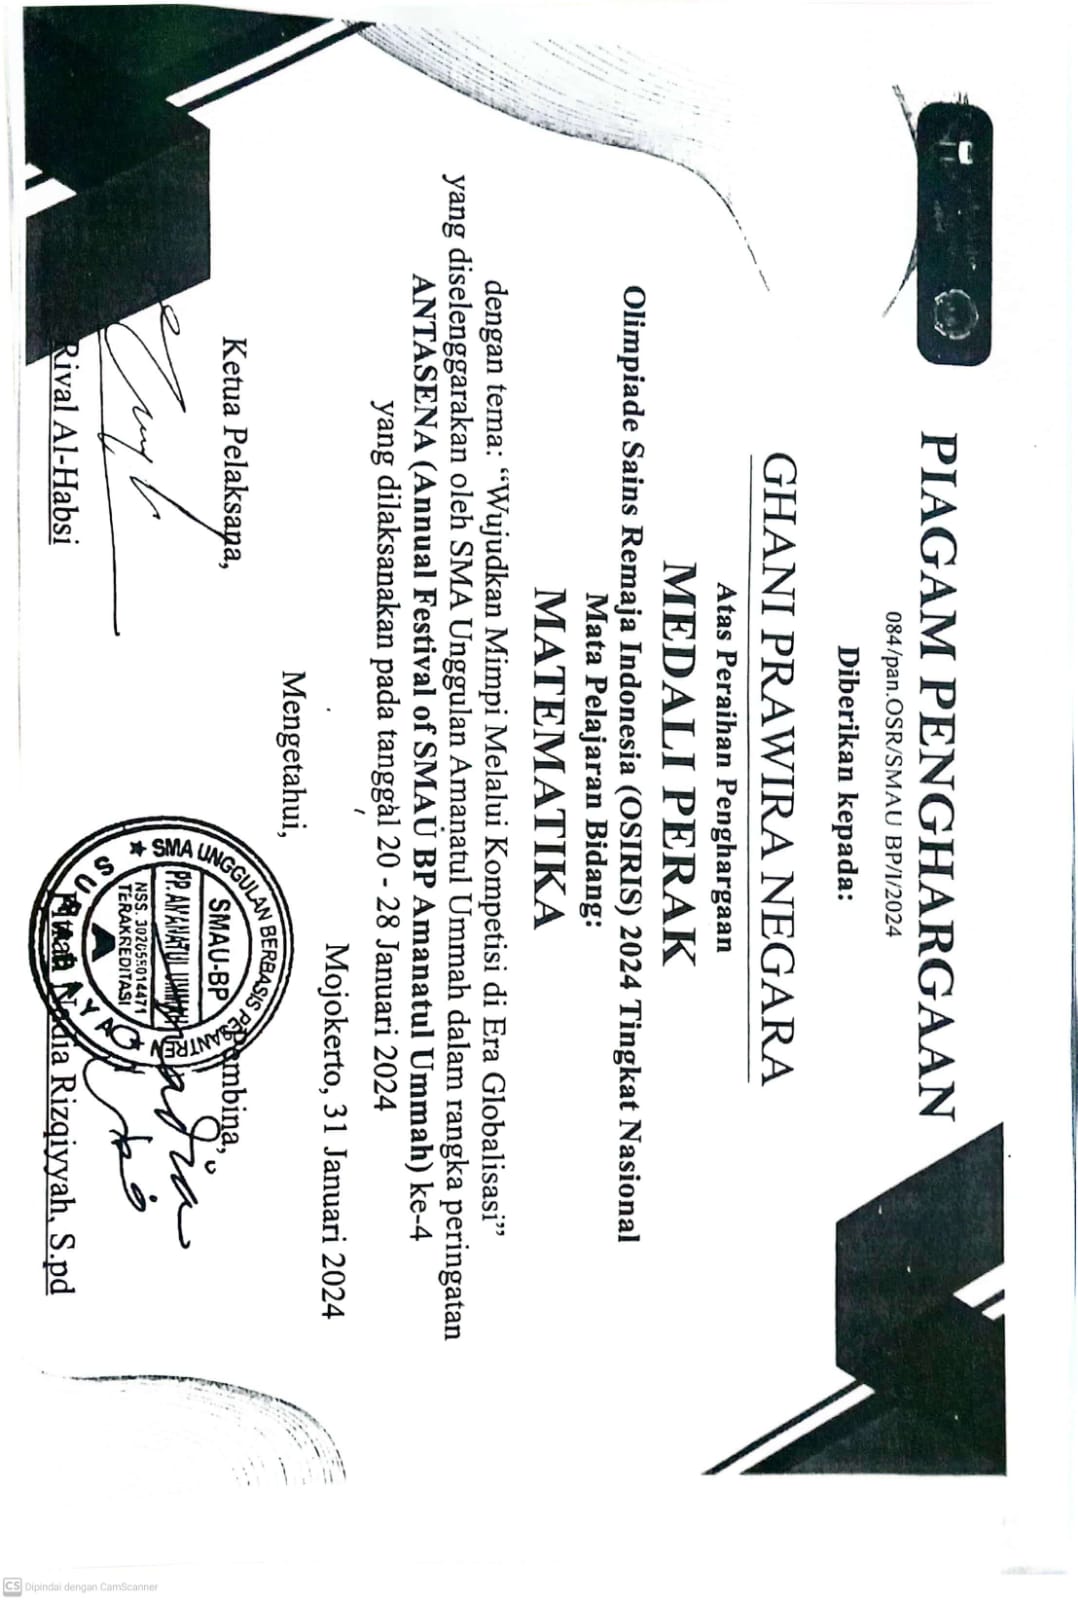 PIAGAM PENGHARGAAN
084/pan.OSR/SMAU BP/I/2024
Diberikan kepada:
GHANI PRAWIRA NEGARA
Atas Peraihan Penghargaan
MEDALI PERAK
Olimpiade Sains Remaja Indonesia (OSIRIS) 2024 Tingkat Nasional
Mata Pelajaran Bidang:
MATEMATIKA
dengan tema: “Wujudkan Mimpi Melalui Kompetisi di Era Globalisasi”
yang diselenggarakan oleh SMA Unggulan Amanatul Ummah dalam rangka peringatan
ANTASENA (Annual Festival of SMAU BP Amanatul Ummah) ke-4
yang dilaksanakan pada tanggal 20 - 28 Januari 2024
Mojokerto, 31 Januari 2024
Mengetahui,
Ketua Pelaksana,
Pembina,
SMA UNGGULAN BERBASIS PESANTREN
SMAU-BP
PP. AMANATUL UMMAH
NSS. 302055014471
TERAKREDITASI
A
Rival Al-Habsi
Nadia Rizqiyyah, S.pd
CS Dipindai dengan CamScanner